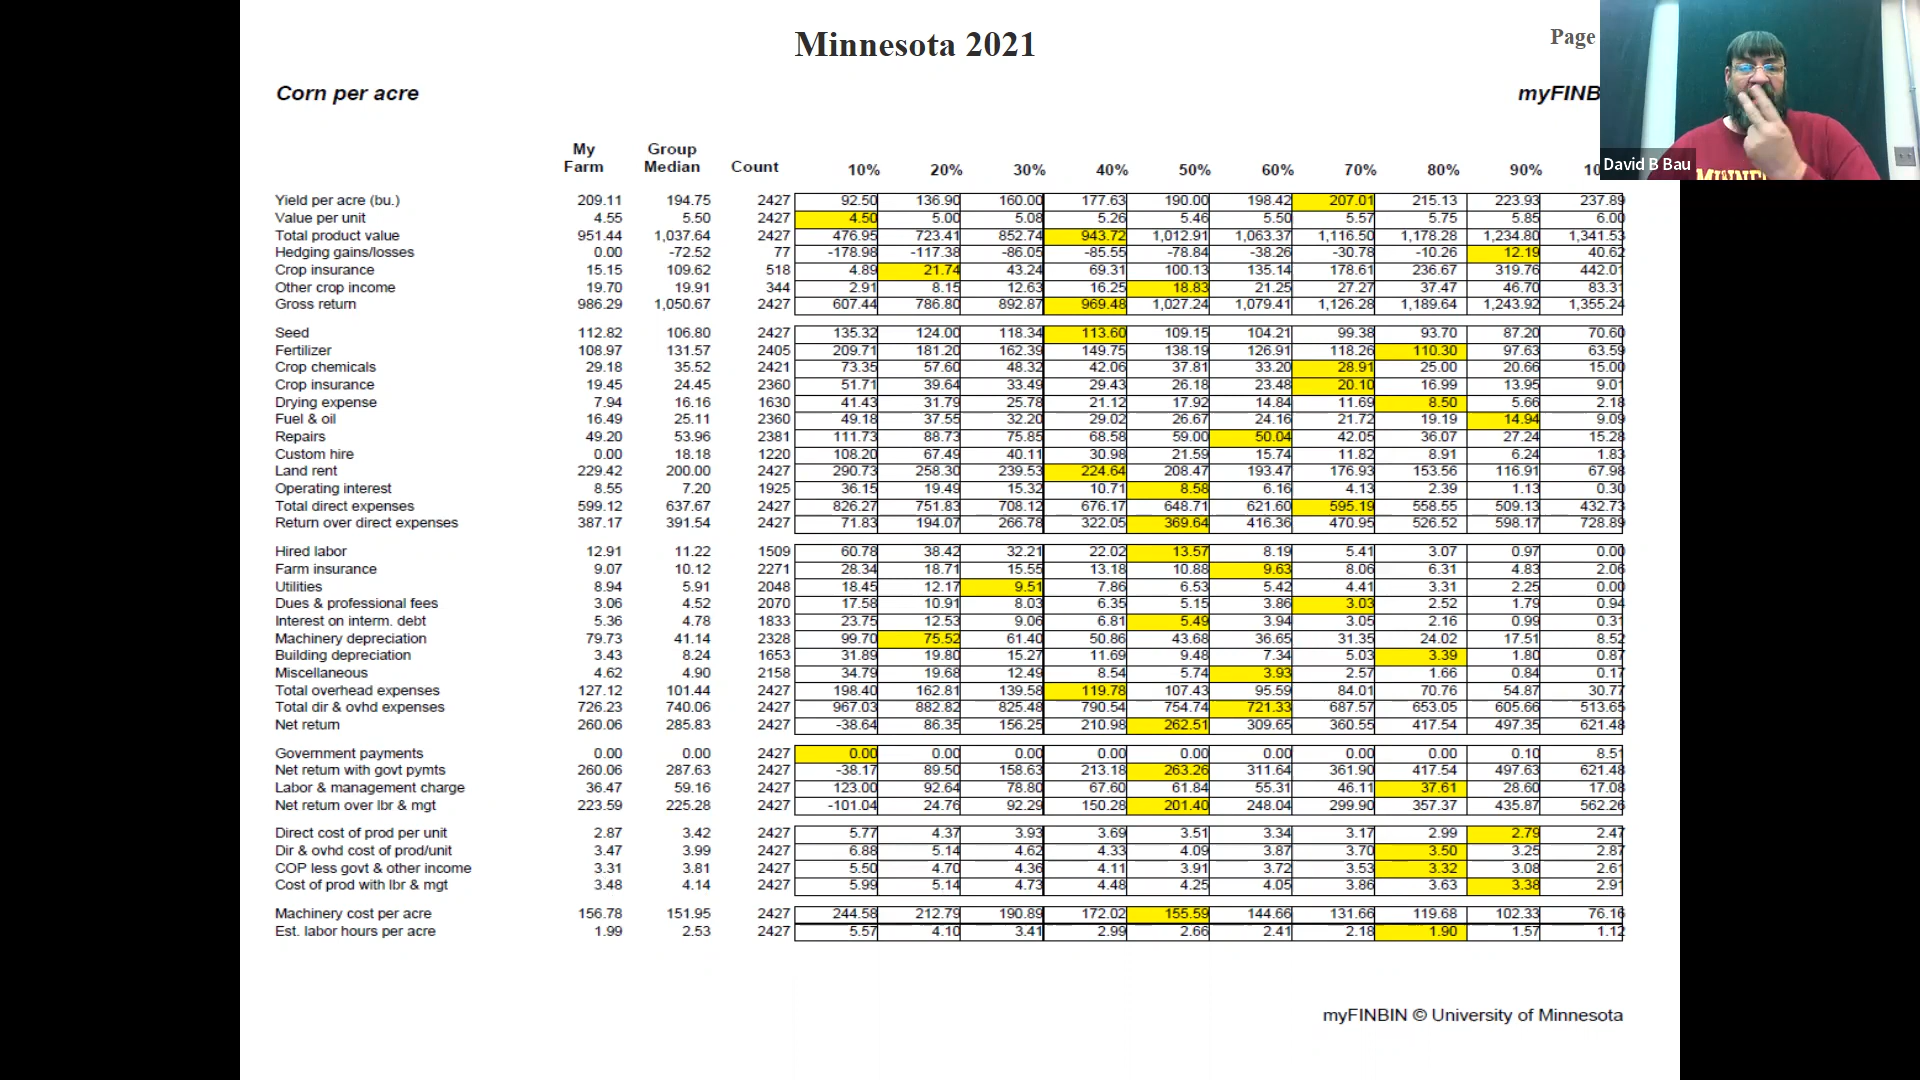 Minnesota 2021
Page
Corn per acre
myFINB
My Farm Group Median Count 10% 20% 30% 40% 50% 60% 70% 80% 90% 10
Yield per acre (bu.) 209.11 194.75 2427 92.50 136.90 160.00 177.63 190.00 198.42 207.01 215.13 223.93 237.89
Value per unit 4.55 5.50 2427 4.50 5.00 5.08 5.26 5.46 5.50 5.57 5.75 5.85 6.00
Total product value 951.44 1,037.64 2427 476.95 723.41 852.74 943.72 1,012.91 1,063.37 1,116.50 1,178.28 1,234.80 1,341.53
Hedging gains/losses 0.00 -72.52 77 -178.98 -117.38 -86.05 -85.55 -78.84 -38.26 -30.78 -10.26 12.19 40.62
Crop insurance 15.15 109.62 518 4.89 21.74 43.24 69.31 100.13 135.14 178.61 236.67 319.76 442.01
Other crop income 19.70 19.91 344 2.91 8.15 12.63 16.25 18.83 21.25 27.27 37.47 46.70 83.31
Gross return 986.29 1,050.67 2427 607.44 786.80 892.87 969.48 1,027.24 1,079.41 1,126.28 1,189.64 1,243.92 1,355.24
Seed 112.82 106.80 2427 135.32 124.00 118.34 113.60 109.15 104.21 99.38 93.70 87.20 70.60
Fertilizer 108.97 131.57 2405 209.71 181.20 162.39 149.75 138.19 126.91 118.26 110.30 97.63 63.59
Crop chemicals 29.18 35.52 2421 73.35 57.60 48.32 42.06 37.81 33.20 28.91 25.00 20.66 15.00
Crop insurance 19.45 24.45 2360 51.71 39.64 33.49 29.43 26.18 23.48 20.10 16.99 13.95 9.01
Drying expense 7.94 16.16 1630 41.43 31.79 25.78 21.12 17.92 14.84 11.69 8.50 5.66 2.18
Fuel & oil 16.49 25.11 2360 49.18 37.55 32.20 29.02 26.67 24.16 21.72 19.19 14.94 9.09
Repairs 49.20 53.96 2381 111.73 88.73 75.85 68.58 59.00 50.04 42.05 36.07 27.24 15.28
Custom hire 0.00 18.18 1220 108.20 67.49 40.11 30.98 21.59 15.74 11.82 8.91 6.24 1.83
Land rent 229.42 200.00 2427 290.73 258.30 239.53 224.64 208.47 193.47 176.93 153.56 116.91 67.98
Operating interest 8.55 7.20 1925 36.15 19.49 15.32 10.71 8.58 6.16 4.13 2.39 1.13 0.30
Total direct expenses 599.12 637.67 2427 826.27 751.83 708.12 676.17 648.71 621.60 595.19 558.55 509.13 432.73
Return over direct expenses 387.17 391.54 2427 71.83 194.07 266.78 322.05 369.64 416.36 470.95 526.52 598.17 728.89
Hired labor 12.91 11.22 1509 60.78 38.42 32.21 22.02 13.57 8.19 5.41 3.07 0.97 0.00
Farm insurance 9.07 10.12 2271 28.34 18.71 15.55 13.18 10.88 9.63 8.06 6.31 4.83 2.06
Utilities 8.94 5.91 2048 18.45 12.17 9.51 7.86 6.53 5.42 4.41 3.31 2.25 0.00
Dues & professional fees 3.06 4.52 2070 17.58 10.91 8.03 6.35 5.15 3.86 3.03 2.52 1.79 0.94
Interest on interm. debt 5.36 4.78 1833 23.75 12.53 9.06 6.81 5.49 3.94 3.05 2.16 0.99 0.31
Machinery depreciation 79.73 41.14 2328 99.70 75.52 61.40 50.86 43.68 36.65 31.35 24.02 17.51 8.52
Building depreciation 3.43 8.24 1653 31.89 19.80 15.27 11.69 9.48 7.34 5.03 3.39 1.80 0.87
Miscellaneous 4.62 4.90 2158 34.79 19.68 12.49 8.54 5.74 3.93 2.57 1.66 0.84 0.17
Total overhead expenses 127.12 101.44 2427 198.40 162.81 139.58 119.78 107.43 95.59 84.01 70.76 54.87 30.77
Total dir & ovhd expenses 726.23 740.06 2427 967.03 882.82 825.48 790.54 754.74 721.33 687.57 653.05 605.66 513.65
Net return 260.06 285.83 2427 -38.64 86.35 156.25 210.98 262.51 309.65 360.55 417.54 497.35 621.48
Government payments 0.00 0.00 2427 0.00 0.00 0.00 0.00 0.00 0.00 0.00 0.00 0.10 8.51
Net return with govt pymts 260.06 287.63 2427 -38.17 89.50 158.63 213.18 263.26 311.64 361.90 417.54 497.63 621.48
Labor & management charge 36.47 59.16 2427 123.00 92.64 78.80 67.60 61.84 55.31 46.11 37.61 28.60 17.08
Net return over lbr & mgt 223.59 225.28 2427 -101.04 24.76 92.29 150.28 201.40 248.04 299.90 357.37 435.87 562.26
Direct cost of prod per unit 2.87 3.42 2427 5.77 4.37 3.93 3.69 3.51 3.34 3.17 2.99 2.79 2.47
Dir & ovhd cost of prod/unit 3.47 3.99 2427 6.88 5.14 4.62 4.33 4.09 3.87 3.70 3.50 3.25 2.87
COP less govt & other income 3.31 3.81 2427 5.50 4.70 4.36 4.11 3.91 3.72 3.53 3.32 3.08 2.61
Cost of prod with lbr & mgt 3.48 4.14 2427 5.99 5.14 4.73 4.48 4.25 4.05 3.86 3.63 3.38 2.91
Machinery cost per acre 156.78 151.95 2427 244.58 212.79 190.89 172.02 155.59 144.66 131.66 119.68 102.33 76.16
Est. labor hours per acre 1.99 2.53 2427 5.57 4.10 3.41 2.99 2.66 2.41 2.18 1.90 1.57 1.12
myFINBIN © University of Minnesota
David B Bau